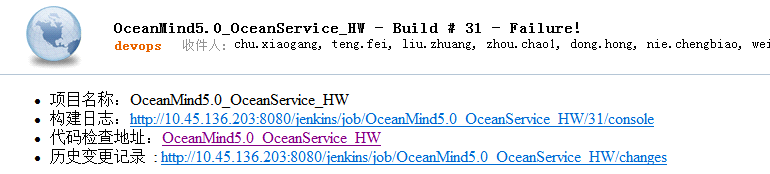 OceanMind5.0_OceanService_HW - Build # 31 - Failure!
devops 收件人: chu.xiaogang, teng.fei, liu.zhuang, zhou.chao1, dong.hong, nie.chengbiao, wei
项目名称：OceanMind5.0_OceanService_HW
构建日志：http://10.45.136.203:8080/jenkins/job/OceanMind5.0_OceanService_HW/31/console
代码检查地址：OceanMind5.0_OceanService_HW
历史变更记录 : http://10.45.136.203:8080/jenkins/job/OceanMind5.0_OceanService_HW/changes